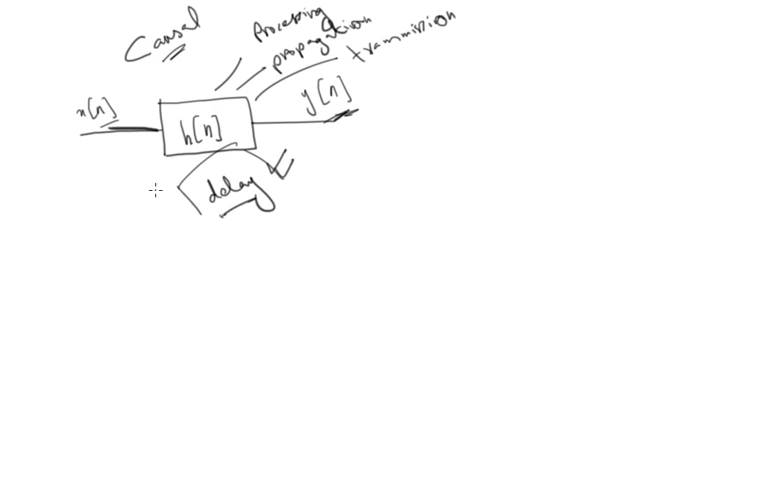 Causal
Processing
propagation
transmission
x[n]
h[n]
y[n]
delay